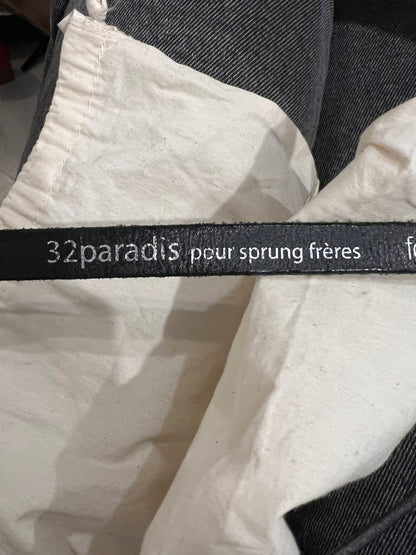 32paradis pour sprung frères